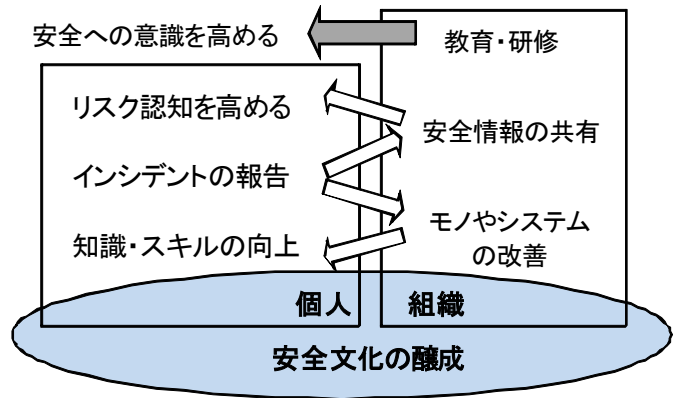 安全への意識を高める
教育・研修
リスク認知を高める
安全情報の共有
インシデントの報告
モノやシステム
の改善
知識・スキルの向上
個人
組織
安全文化の醸成